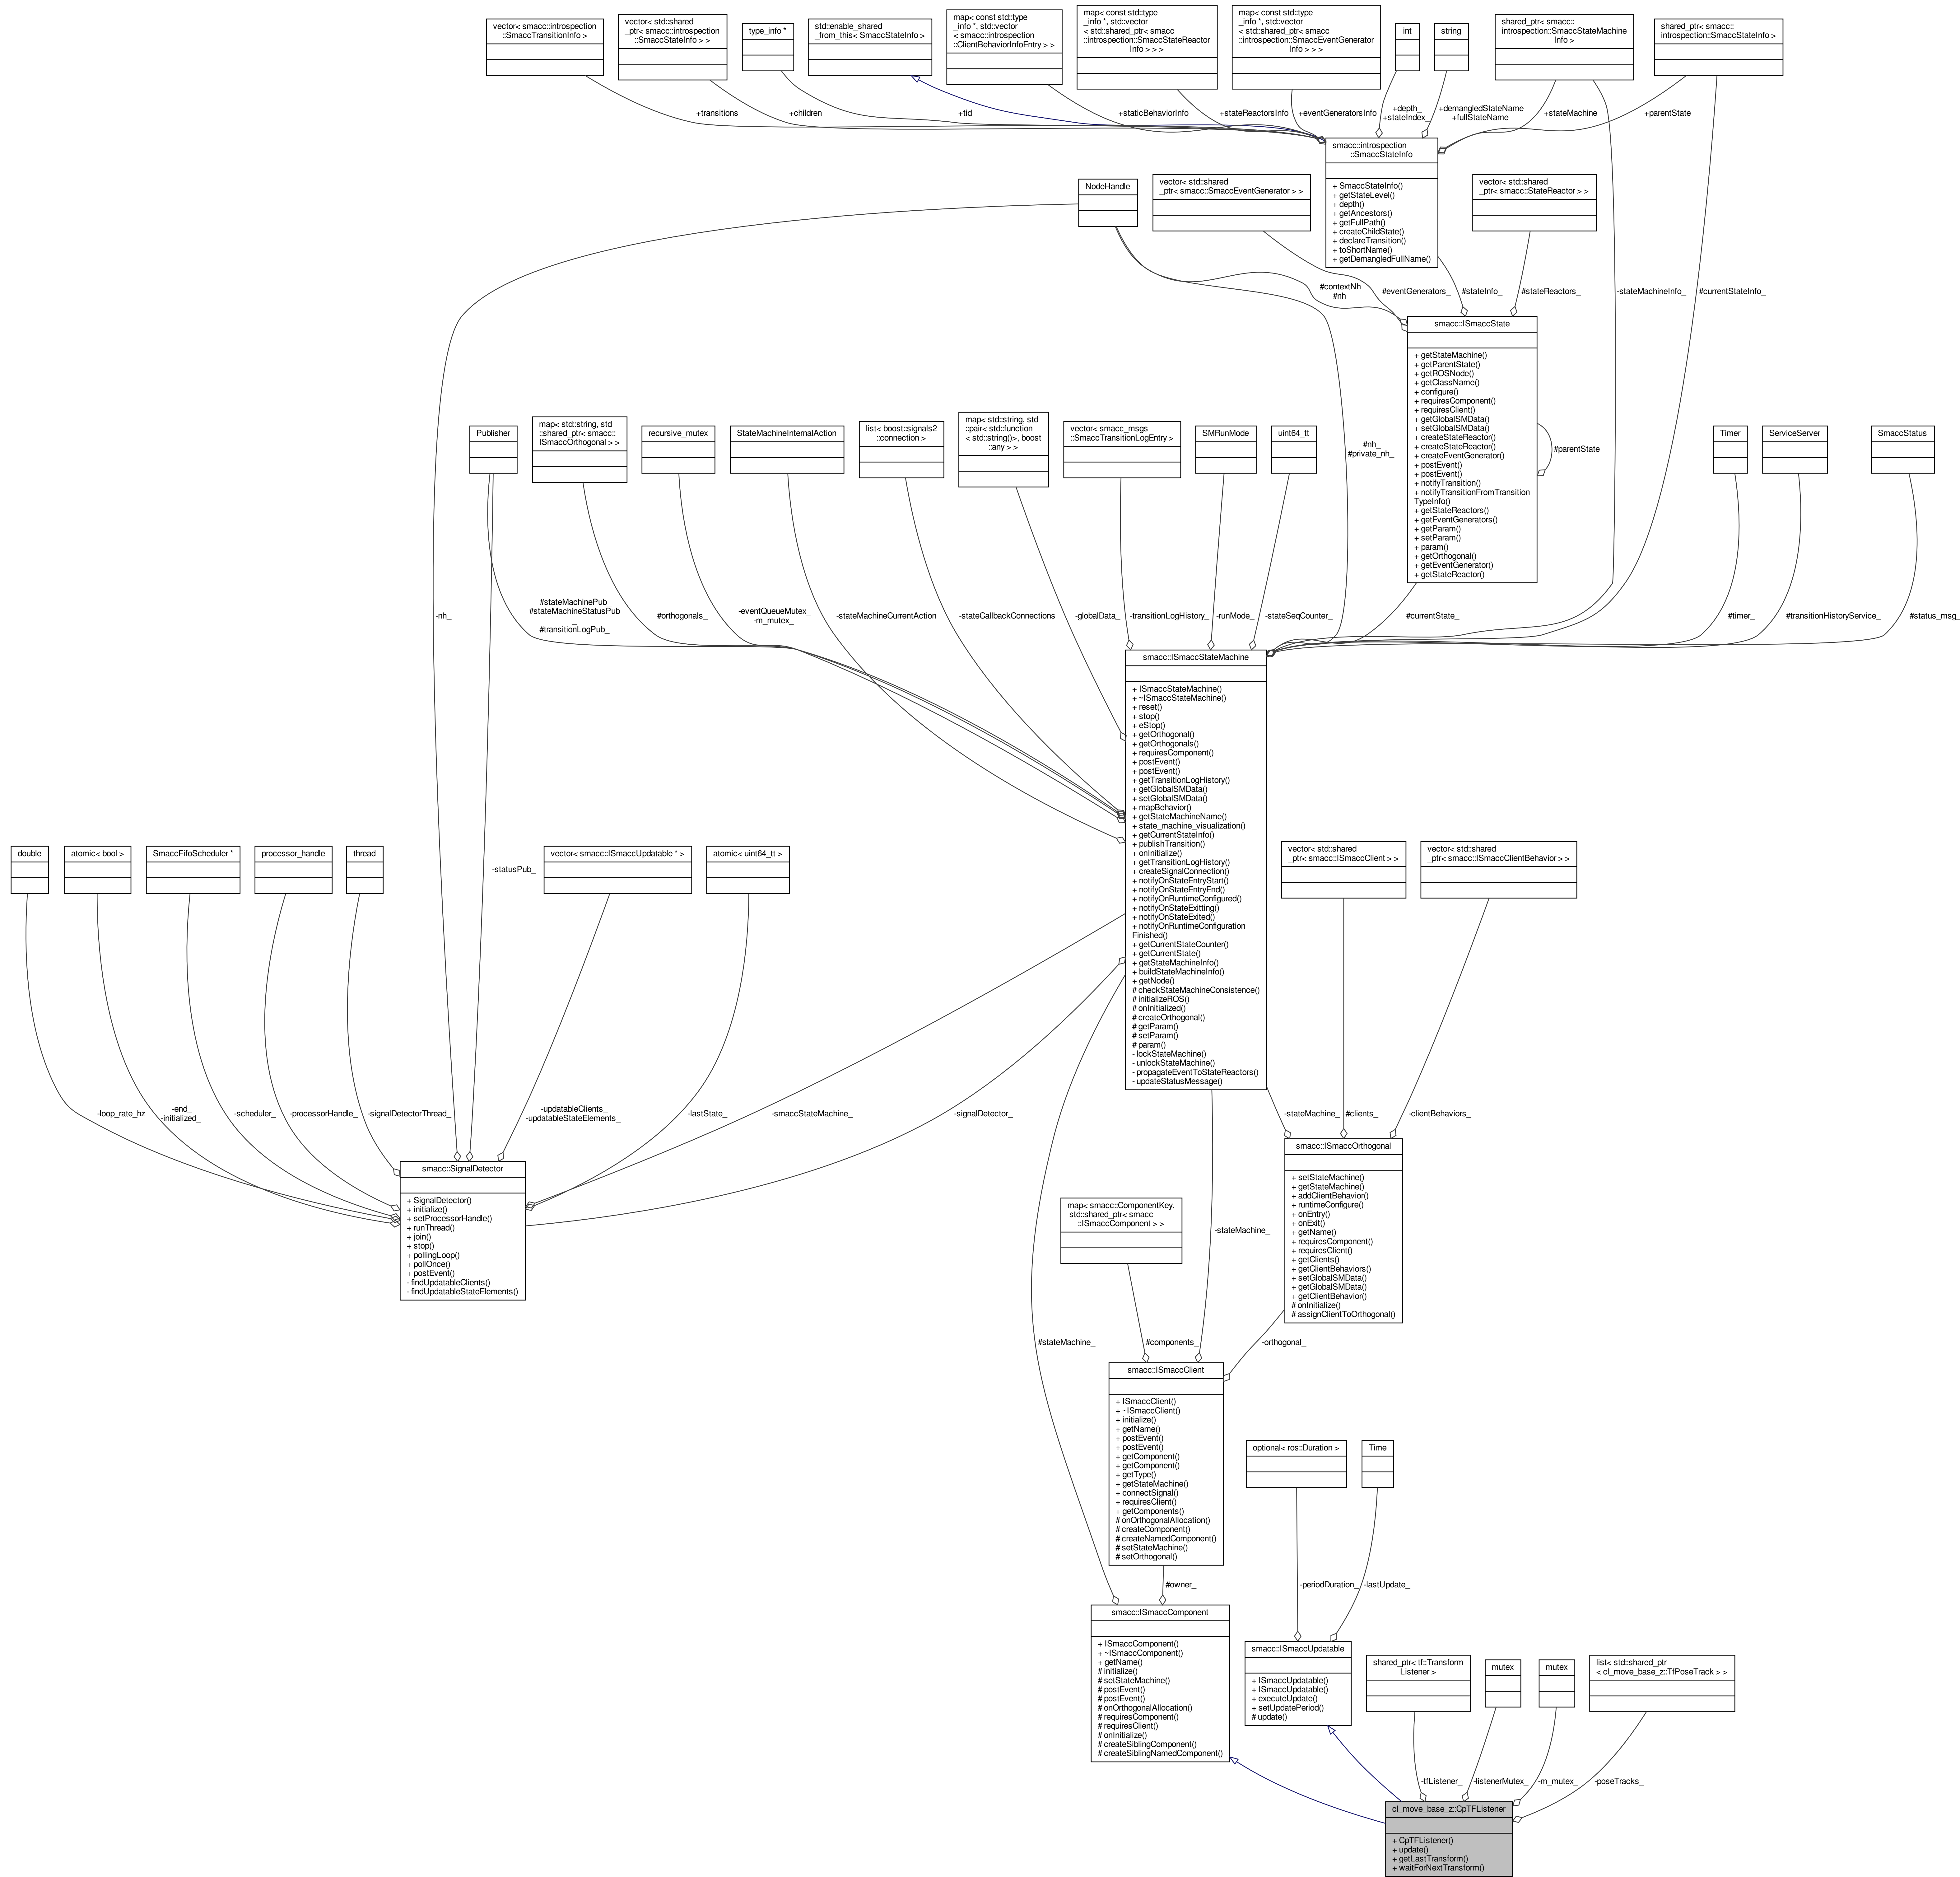 vector< smacc::introspection
::SmaccTransitionInfo >
vector< std::shared
_ptr< smacc::introspection
::SmaccStateInfo > >
type_info *
std::enable_shared
_from_this< SmaccStateInfo >
map< const std::type
_info *, std::vector
< smacc::introspection
::ClientBehaviorInfoEntry > >
map< const std::type
_info *, std::vector
< std::shared_ptr< smacc
::introspection::SmaccStateReactor
Info > > >
map< const std::type
_info *, std::vector
< std::shared_ptr< smacc
::introspection::SmaccEventGenerator
Info > > >
int
string
shared_ptr< smacc::
introspection::SmaccStateMachine
Info >
shared_ptr< smacc::
introspection::SmaccStateInfo >
+transitions_
+children_
+tid_
+staticBehaviorInfo
+stateReactorsInfo
+eventGeneratorsInfo
+depth_
+stateIndex_
+demangledStateName
+fullStateName
+stateMachine_
+parentState_
smacc::introspection
::SmaccStateInfo
+ SmaccStateInfo()
+ getStateLevel()
+ depth()
+ getAncestors()
+ getFullPath()
+ createChildState()
+ declareTransition()
+ toShortName()
+ getDemangledFullName()
NodeHandle
vector< std::shared
_ptr< smacc::SmaccEventGenerator > >
vector< std::shared
_ptr< smacc::StateReactor > >
#contextNh
#nh
#eventGenerators_
#stateInfo_
#stateReactors_
-stateMachineInfo_
#currentStateInfo_
smacc::ISmaccState
+ getStateMachine()
+ getParentState()
+ getROSNode()
+ getClassName()
+ configure()
+ requiresComponent()
+ requiresClient()
+ getGlobalSMData()
+ setGlobalSMData()
+ createStateReactor()
+ createStateReactor()
+ createEventGenerator()
+ postEvent()
+ postEvent()
+ notifyTransition()
+ notifyTransitionFromTransition
TypeInfo()
+ getStateReactors()
+ getEventGenerators()
+ getParam()
+ setParam()
+ param()
+ getOrthogonal()
+ getEventGenerator()
+ getStateReactor()
#parentState_
Publisher
map< std::string, std
::shared_ptr< smacc::
ISmaccOrthogonal > >
recursive_mutex
StateMachineInternalAction
list< boost::signals2
::connection >
map< std::string, std
::pair< std::function
< std::string()>, boost
::any > >
vector< smacc_msgs
::SmaccTransitionLogEntry >
SMRunMode
uint64_tt
#nh_
#private_nh_
Timer
ServiceServer
SmaccStatus
-nh_
#stateMachinePub_
#stateMachineStatusPub
_
#transitionLogPub_
#orthogonals_
-eventQueueMutex_
-m_mutex_
-stateMachineCurrentAction
-stateCallbackConnections
-globalData_
-transitionLogHistory_
-runMode_
-stateSeqCounter_
#currentState_
#timer_
#transitionHistoryService_
#status_msg_
smacc::ISmaccStateMachine
+ ISmaccStateMachine()
+ ~ISmaccStateMachine()
+ reset()
+ stop()
+ eStop()
+ getOrthogonal()
+ getOrthogonals()
+ requiresComponent()
+ postEvent()
+ postEvent()
+ getTransitionLogHistory()
+ getGlobalSMData()
+ setGlobalSMData()
+ mapBehavior()
+ getStateMachineName()
+ state_machine_visualization()
+ getCurrentStateInfo()
+ publishTransition()
+ onInitialize()
+ getTransitionLogHistory()
+ createSignalConnection()
+ notifyOnStateEntryStart()
+ notifyOnStateEntryEnd()
+ notifyOnRuntimeConfigured()
+ notifyOnStateExitting()
+ notifyOnStateExited()
+ notifyOnRuntimeConfiguration
Finished()
+ getCurrentStateCounter()
+ getCurrentState()
+ getStateMachineInfo()
+ buildStateMachineInfo()
+ getNode()
# checkStateMachineConsistence()
# initializeROS()
# onInitialized()
# createOrthogonal()
# getParam()
# setParam()
# param()
- lockStateMachine()
- unlockStateMachine()
- propagateEventToStateReactors()
- updateStatusMessage()
double
atomic< bool >
SmaccFifoScheduler *
processor_handle
thread
-statusPub_
vector< smacc::ISmaccUpdatable * >
atomic< uint64_tt >
vector< std::shared
_ptr< smacc::ISmaccClient > >
vector< std::shared
_ptr< smacc::ISmaccClientBehavior > >
-loop_rate_hz
-end_
-initialized_
-scheduler_
-processorHandle_
-signalDetectorThread_
-updatableClients_
-updatableStateElements_
-lastState_
-smaccStateMachine_
-signalDetector_
-stateMachine_
#clients_
-clientBehaviors_
smacc::SignalDetector
+ SignalDetector()
+ initialize()
+ setProcessorHandle()
+ runThread()
+ join()
+ stop()
+ pollingLoop()
+ pollOnce()
+ postEvent()
- findUpdatableClients()
- findUpdatableStateElements()
smacc::ISmaccOrthogonal
+ setStateMachine()
+ getStateMachine()
+ addClientBehavior()
+ runtimeConfigure()
+ onEntry()
+ onExit()
+ getName()
+ requiresComponent()
+ requiresClient()
+ getClients()
+ getClientBehaviors()
+ setGlobalSMData()
+ getGlobalSMData()
+ getClientBehavior()
# onInitialize()
# assignClientToOrthogonal()
map< smacc::ComponentKey,
std::shared_ptr< smacc
::ISmaccComponent > >
-stateMachine_
#stateMachine_
#components_
-orthogonal_
smacc::ISmaccClient
+ ISmaccClient()
+ ~ISmaccClient()
+ initialize()
+ getName()
+ postEvent()
+ postEvent()
+ getComponent()
+ getComponent()
+ getType()
+ getStateMachine()
+ connectSignal()
+ requiresClient()
+ getComponents()
# onOrthogonalAllocation()
# createComponent()
# createNamedComponent()
# setStateMachine()
# setOrthogonal()
optional< ros::Duration >
Time
#owner_
-periodDuration_
-lastUpdate_
smacc::ISmaccComponent
+ ISmaccComponent()
+ ~ISmaccComponent()
+ getName()
# initialize()
# setStateMachine()
# postEvent()
# postEvent()
# onOrthogonalAllocation()
# requiresComponent()
# requiresClient()
# onInitialize()
# createSiblingComponent()
# createSiblingNamedComponent()
smacc::ISmaccUpdatable
+ ISmaccUpdatable()
+ ISmaccUpdatable()
+ executeUpdate()
+ setUpdatePeriod()
# update()
shared_ptr< tf::Transform
Listener >
mutex
mutex
list< std::shared_ptr
< cl_move_base_z::TfPoseTrack > >
-tfListener_
-listenerMutex_
-m_mutex_
-poseTracks_
cl_move_base_z::CpTFListener
+ CpTFListener()
+ update()
+ getLastTransform()
+ waitForNextTransform()